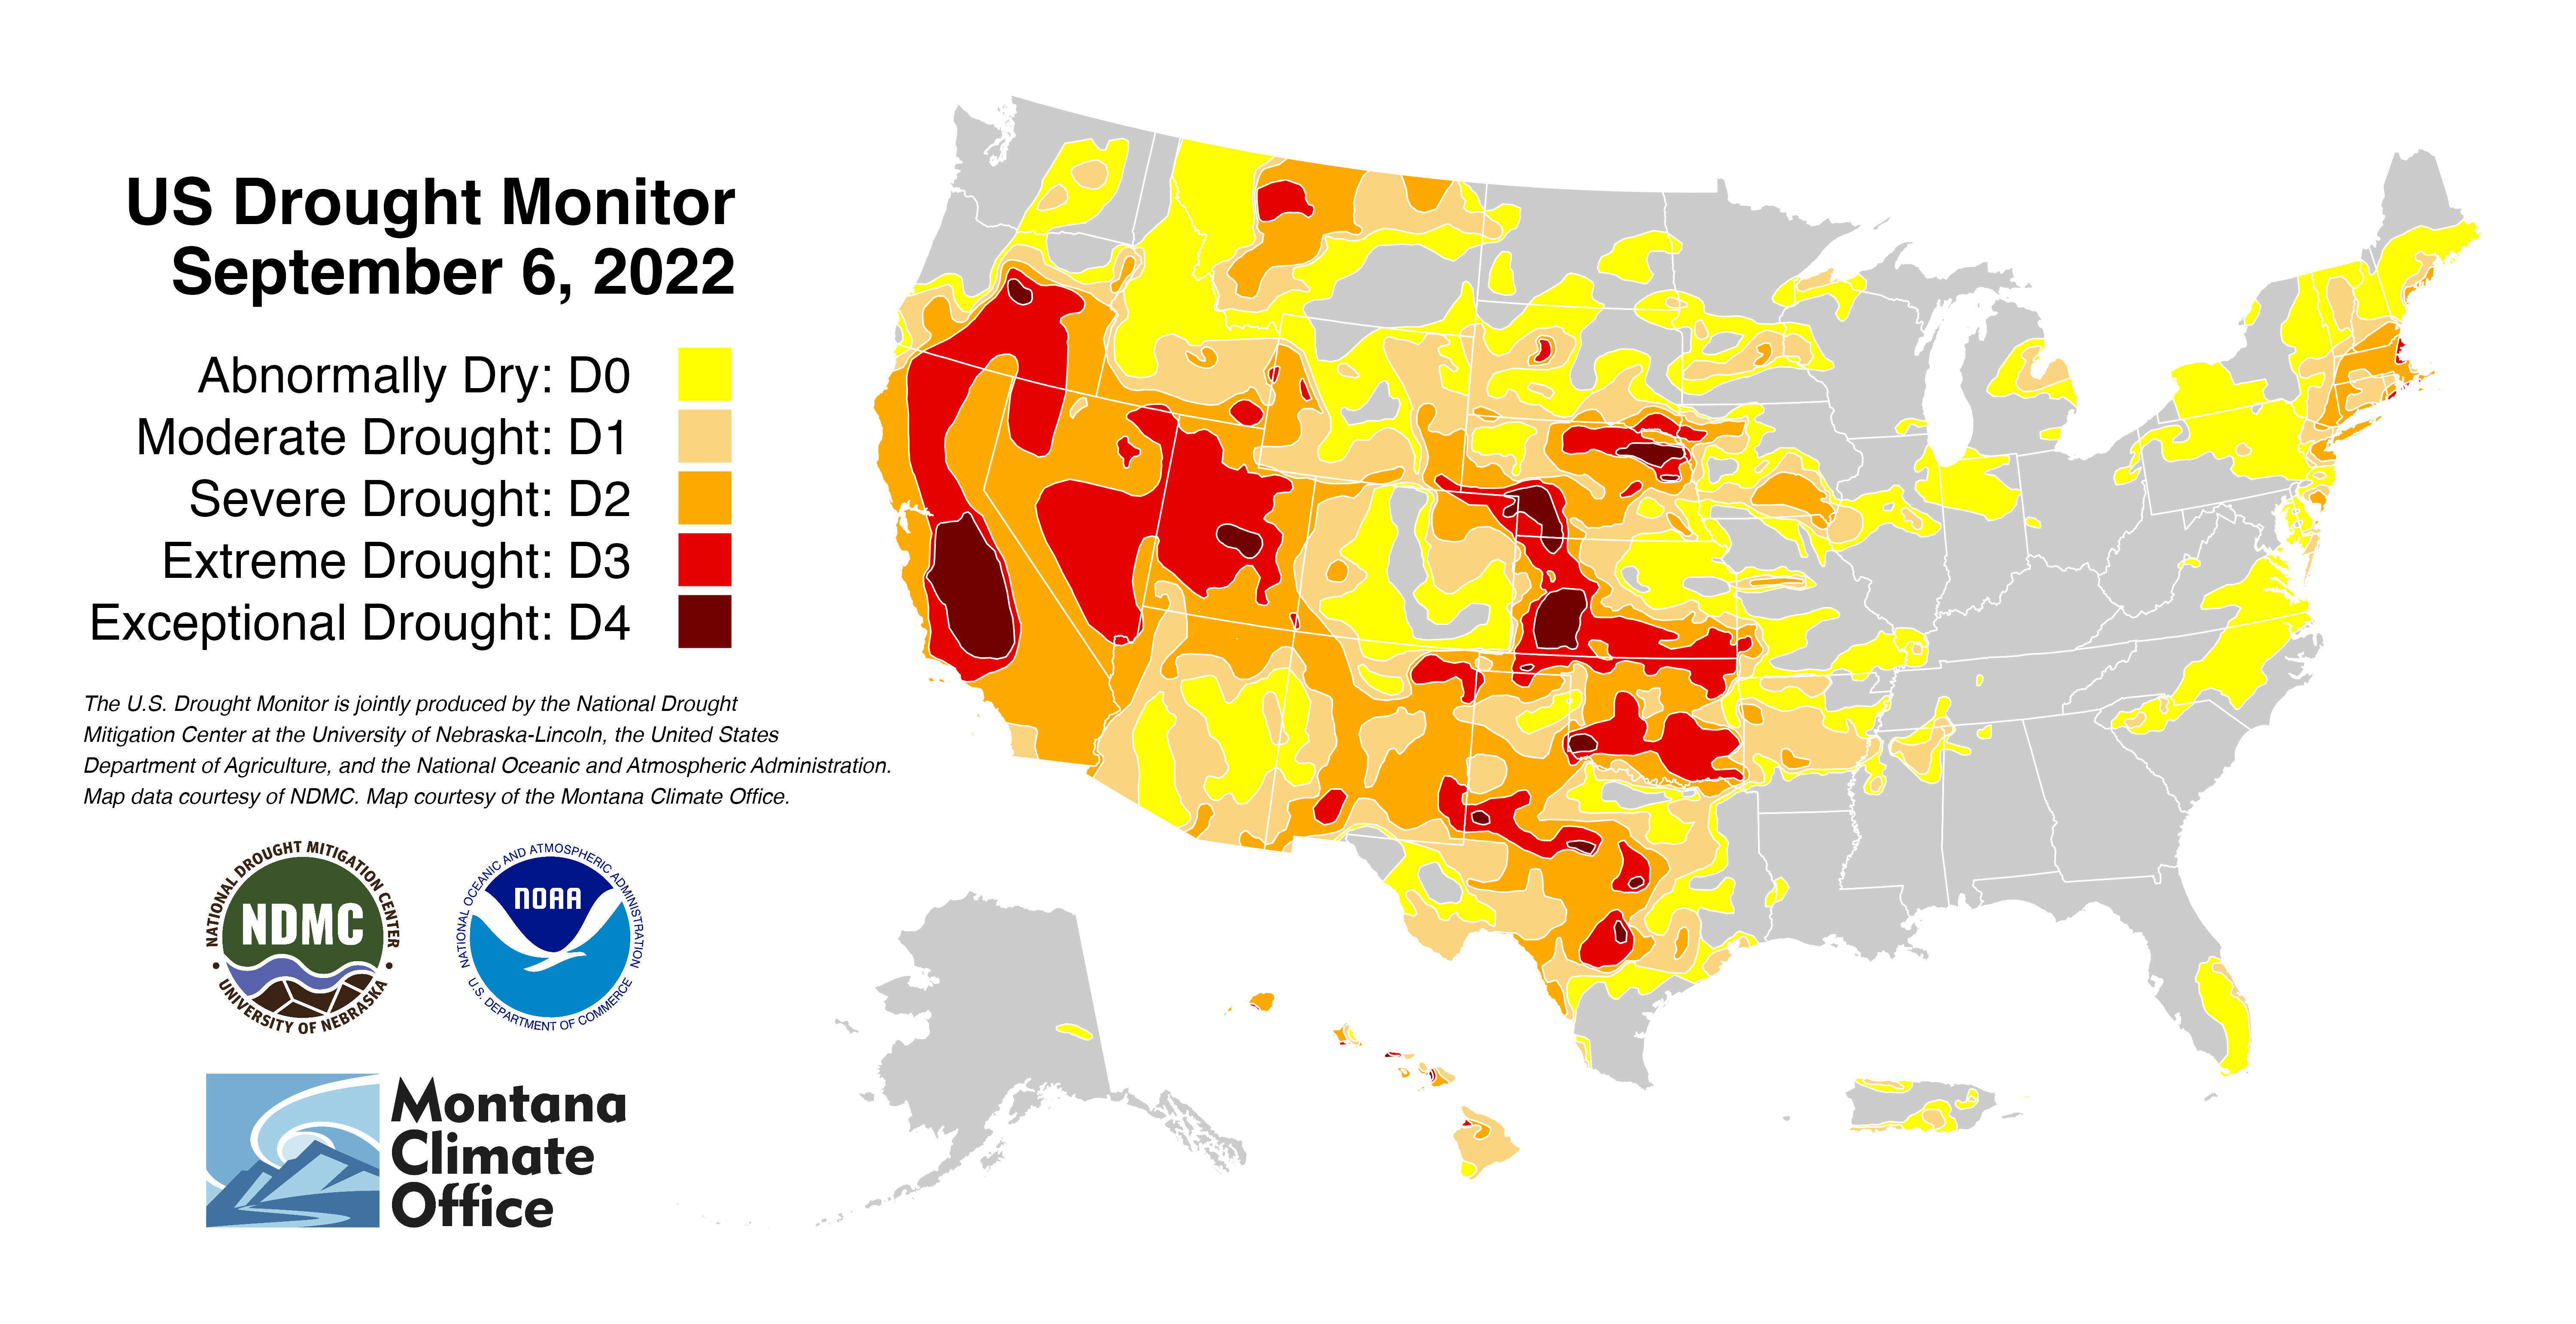 US Drought Monitor
September 6, 2022
Abnormally Dry: D0
Moderate Drought: D1
Severe Drought: D2
Extreme Drought: D3
Exceptional Drought: D4
The U.S. Drought Monitor is jointly produced by the National Drought
Mitigation Center at the University of Nebraska-Lincoln, the United States
Department of Agriculture, and the National Oceanic and Atmospheric Administration.
Map data courtesy of NDMC. Map courtesy of the Montana Climate Office.
NATIONAL DROUGHT MITIGATION CENTER
NDMC
UNIVERSITY OF NEBRASKA
NATIONAL OCEANIC AND ATMOSPHERIC ADMINISTRATION
NOAA
U.S. DEPARTMENT OF COMMERCE
Montana
Climate
Office